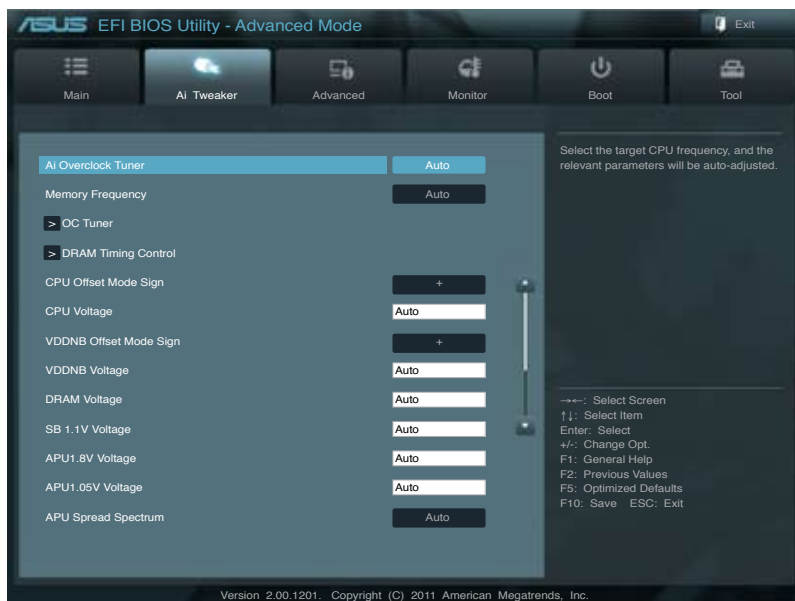 ASUS EFI BIOS Utility - Advanced Mode
Exit
Main
Ai Tweaker
Advanced
Monitor
Boot
Tool
Ai Overclock Tuner Auto
Memory Frequency Auto
> OC Tuner
> DRAM Timing Control
CPU Offset Mode Sign +
CPU Voltage Auto
VDDNB Offset Mode Sign +
VDDNB Voltage Auto
DRAM Voltage Auto
SB 1.1V Voltage Auto
APU1.8V Voltage Auto
APU1.05V Voltage Auto
APU Spread Spectrum Auto
Select the target CPU frequency, and the
relevant parameters will be auto-adjusted.
→←: Select Screen
↑↓: Select Item
Enter: Select
+/-: Change Opt.
F1: General Help
F2: Previous Values
F5: Optimized Defaults
F10: Save ESC: Exit
Version 2.00.1201. Copyright (C) 2011 American Megatrends, Inc.